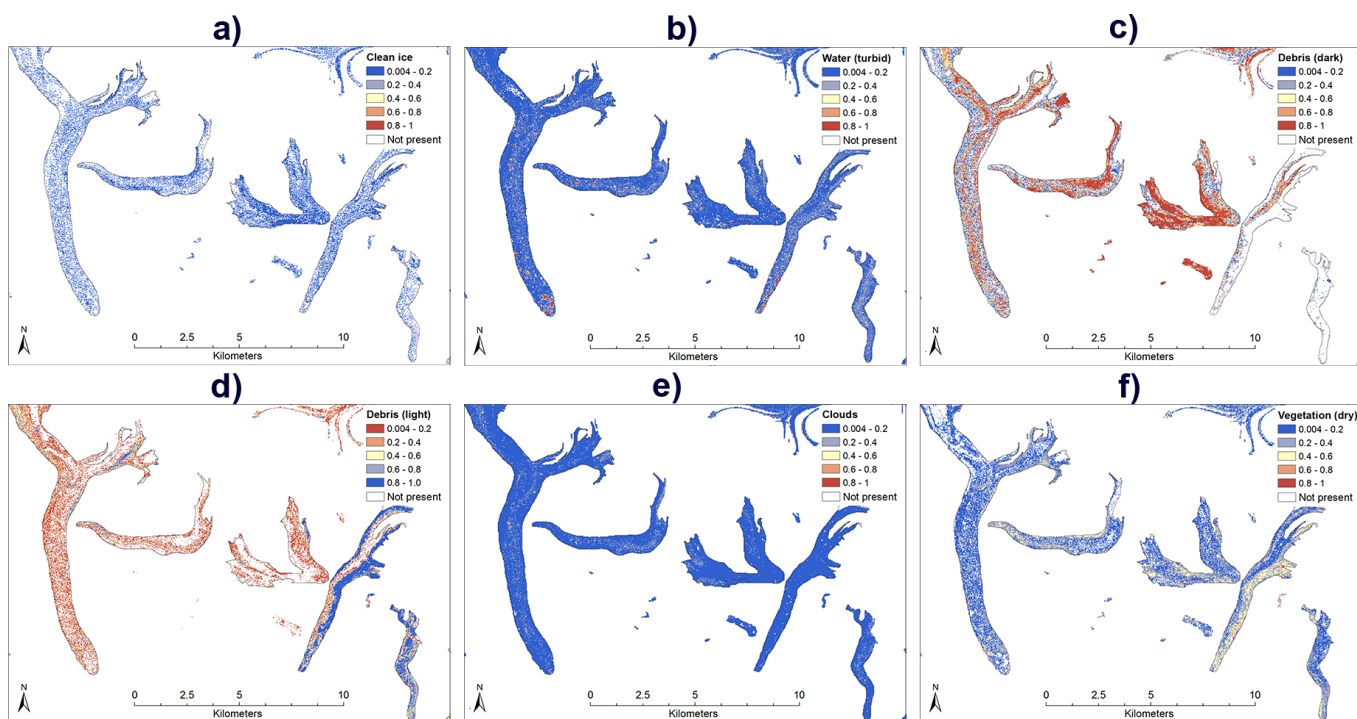 a)
Clean ice
0.004 - 0.2
0.2 - 0.4
0.4 - 0.6
0.6 - 0.8
0.8 - 1
Not present
N
0 2.5 5 10
Kilometers
b)
Water (turbid)
0.004 - 0.2
0.2 - 0.4
0.4 - 0.6
0.6 - 0.8
0.8 - 1
Not present
N
0 2.5 5 10
Kilometers
c)
Debris (dark)
0.004 - 0.2
0.2 - 0.4
0.4 - 0.6
0.6 - 0.8
0.8 - 1
Not present
N
0 2.5 5 10
Kilometers
d)
Debris (light)
0.004 - 0.2
0.2 - 0.4
0.4 - 0.6
0.6 - 0.8
0.8 - 1.0
Not present
N
0 2.5 5 10
Kilometers
e)
Clouds
0.004 - 0.2
0.2 - 0.4
0.4 - 0.6
0.6 - 0.8
0.8 - 1
Not present
N
0 2.5 5 10
Kilometers
f)
Vegetation (dry)
0.004 - 0.2
0.2 - 0.4
0.4 - 0.6
0.6 - 0.8
0.8 - 1
Not present
N
0 2.5 5 10
Kilometers